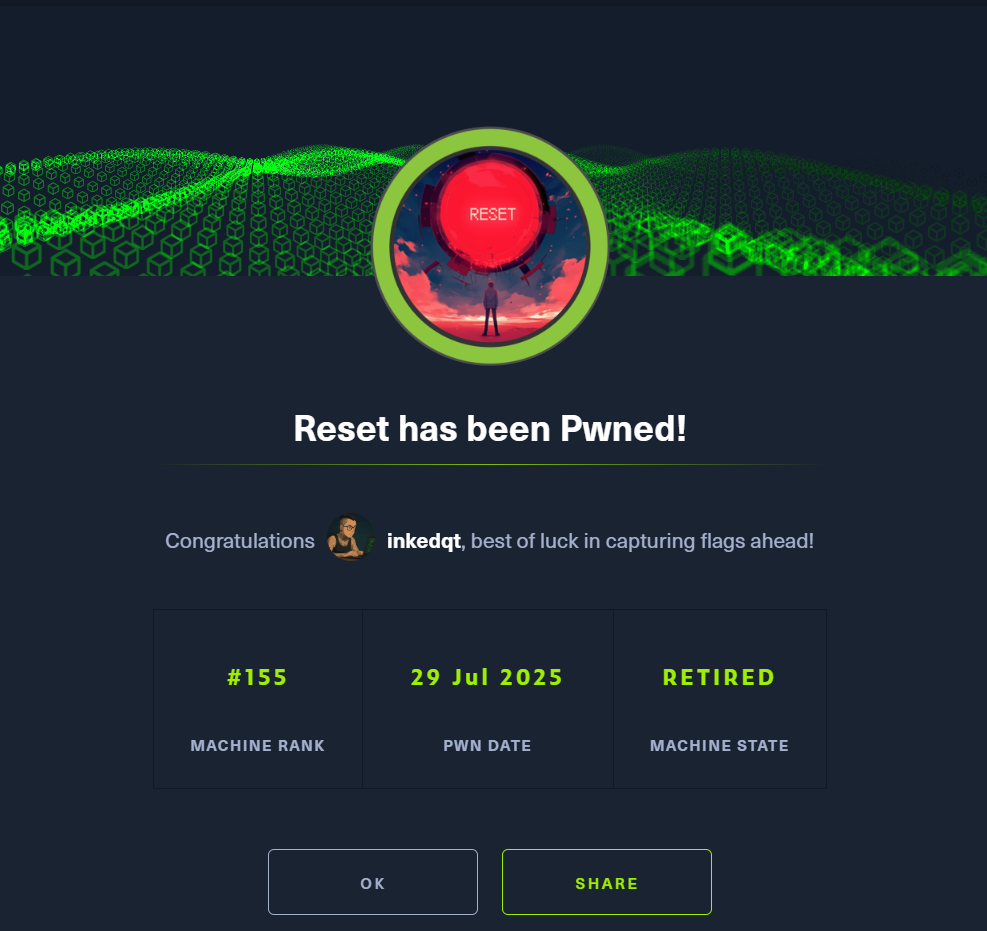 RESET
Reset has been Pwned!
Congratulations inkedqt, best of luck in capturing flags ahead!
#155 29 Jul 2025 RETIRED
MACHINE RANK PWN DATE MACHINE STATE
OK SHARE